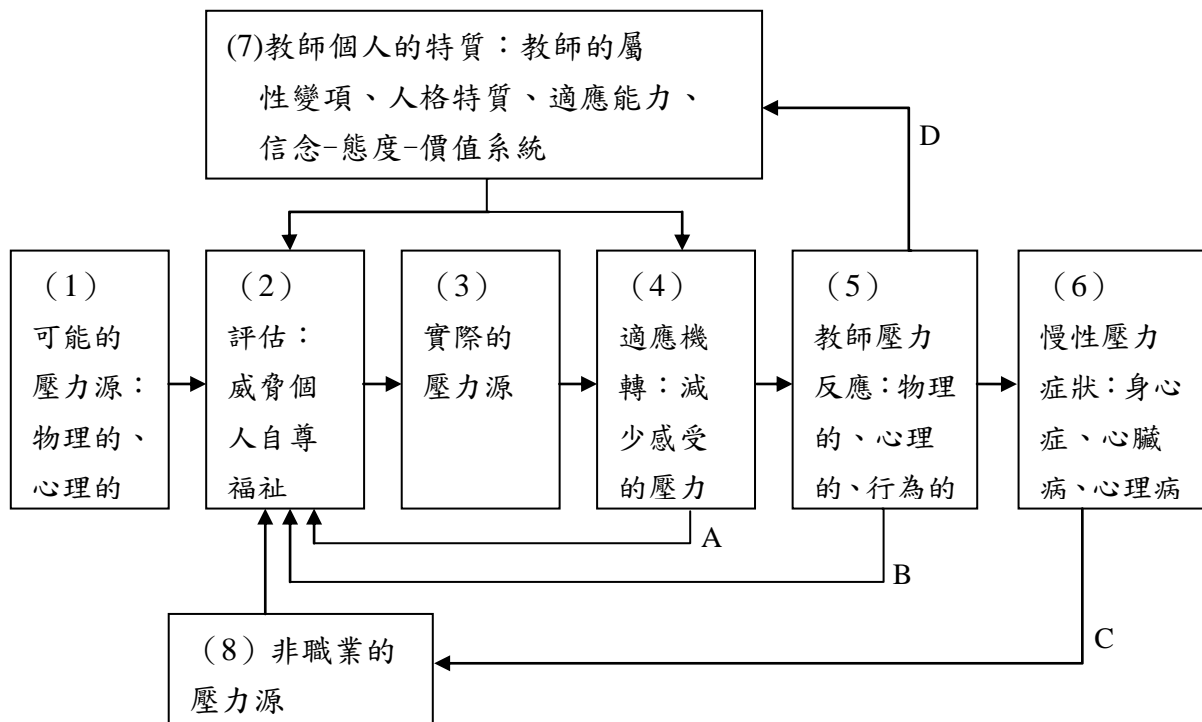 (7)教師個人的特質：教師的屬
性變項、人格特質、適應能力、
信念-態度-價值系統
D
（1）
可能的
壓力源：
物理的、
心理的
（2）
評估：
威脅個
人自尊
福祉
（3）
實際的
壓力源
（4）
適應機
轉：減
少感受
的壓力
（5）
教師壓力
反應：物理
的、心理
的、行為的
（6）
慢性壓力
症狀：身心
症、心臟
病、心理病
A
B
C
（8）非職業的
壓力源